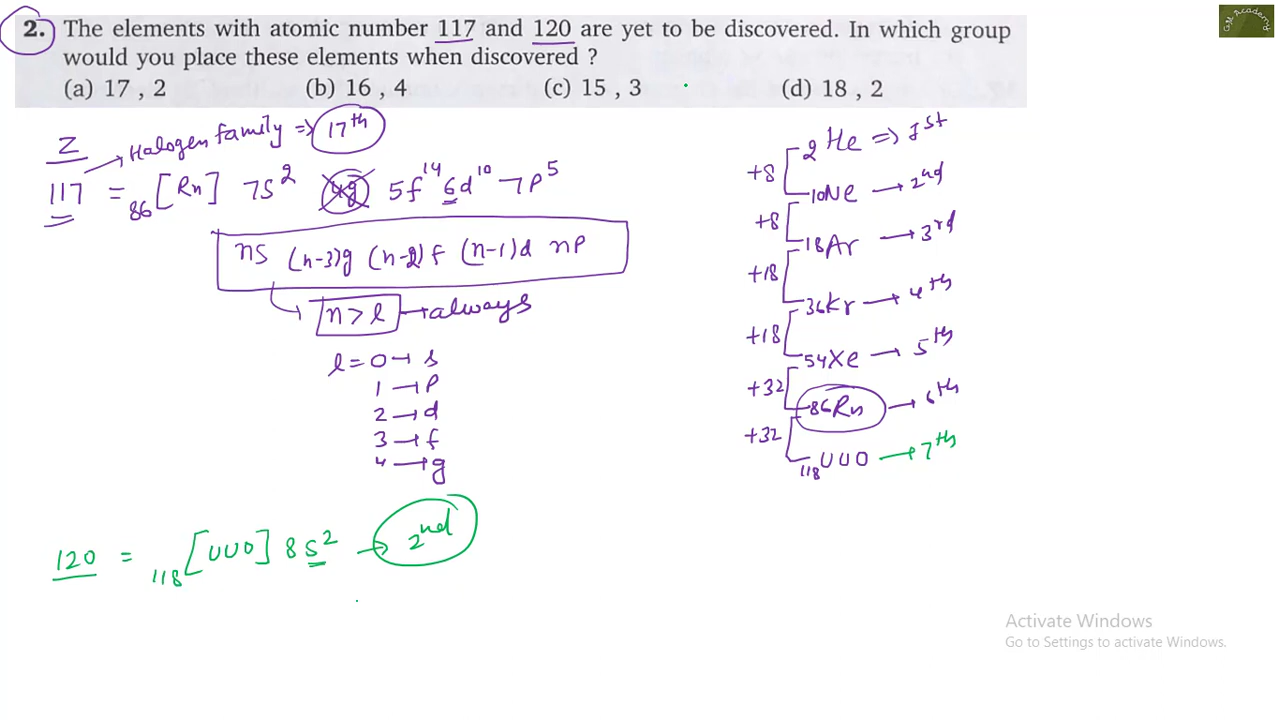 2. The elements with atomic number 117 and 120 are yet to be discovered. In which group
would you place these elements when discovered ?
(a) 17 , 2 (b) 16 , 4 (c) 15 , 3 (d) 18 , 2
Z
Halogen family ⇒ 17th
117 = 86[Rn] 7s² 4g 5f¹⁴ 6d¹⁰ 7p⁵
ns (n-3)g (n-2)f (n-1)d np
n > l → always
l = 0 → s
1 → p
2 → d
3 → f
4 → g
120 = 118[UUO] 8s² → 2nd
2He ⇒ 1st
+8
10Ne → 2nd
+8
18Ar → 3rd
+18
36Kr → 4th
+18
54Xe → 5th
+32
86Rn → 6th
+32
118UUO → 7th
G.M. Academy
Activate Windows
Go to Settings to activate Windows.